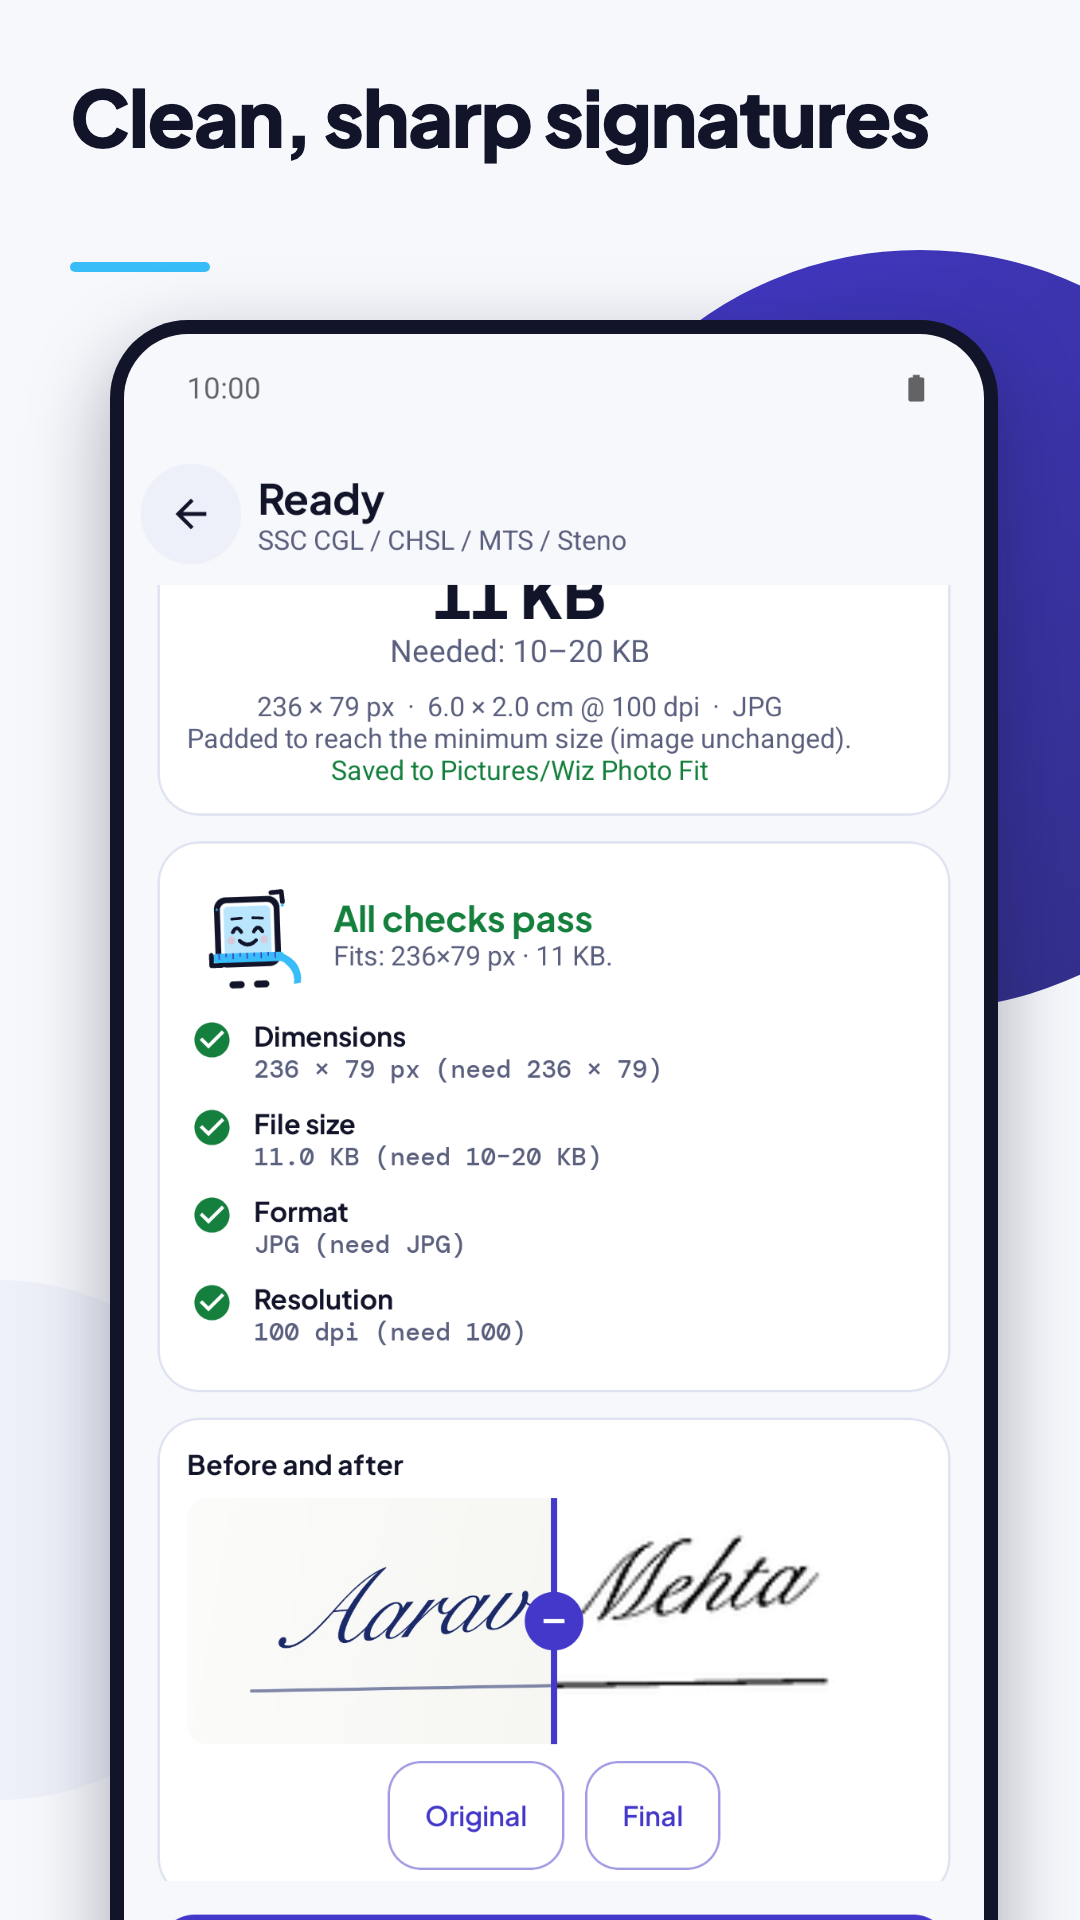 Clean, sharp signatures
10:00
Ready
SSC CGL / CHSL / MTS / Steno
11 KB
Needed: 10–20 KB
236 × 79 px · 6.0 × 2.0 cm @ 100 dpi · JPG
Padded to reach the minimum size (image unchanged).
Saved to Pictures/Wiz Photo Fit
All checks pass
Fits: 236×79 px · 11 KB.
Dimensions
236 × 79 px (need 236 × 79)
File size
11.0 KB (need 10–20 KB)
Format
JPG (need JPG)
Resolution
100 dpi (need 100)
Before and after
Aarav Mehta
Original Final